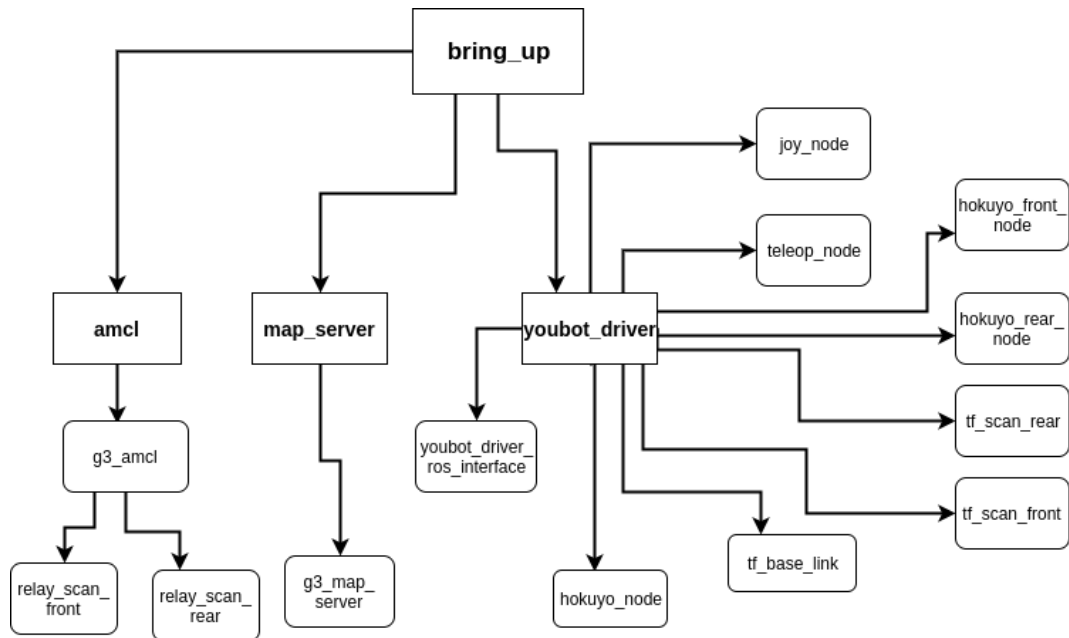 bring_up
joy_node
hokuyo_front_
node
teleop_node
amcl
map_server
youbot_driver
hokuyo_rear_
node
g3_amcl
youbot_driver_
ros_interface
tf_scan_rear
tf_scan_front
relay_scan_
front
relay_scan_
rear
g3_map_
server
hokuyo_node
tf_base_link